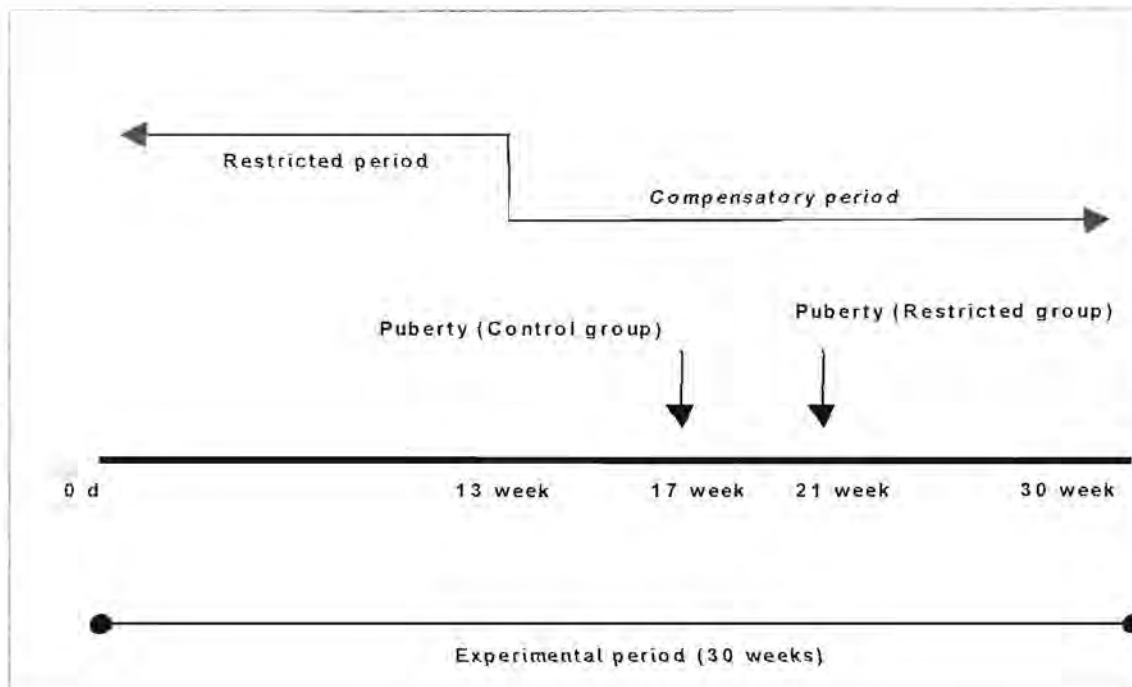 Restricted period
Compensatory period
Puberty (Restricted group)
Puberty (Control group)
0 d 13 week 17 week 21 week 30 week
Experimental period (30 weeks)